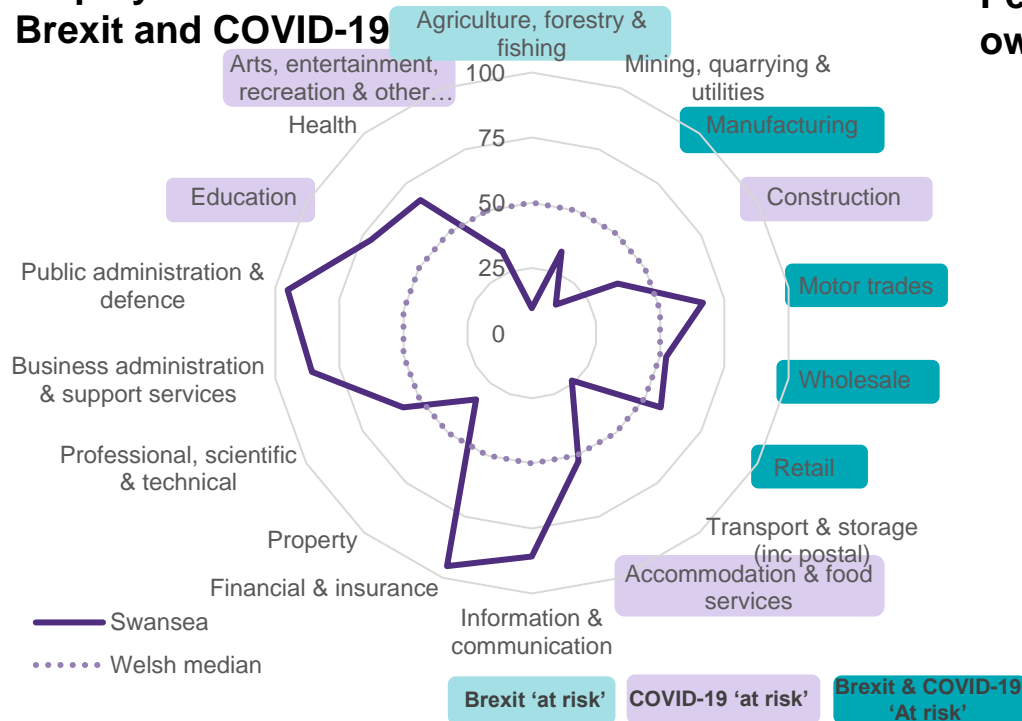 Brexit and COVID-19
Agriculture, forestry &
fishing
Arts, entertainment,
recreation & other…
Mining, quarrying &
utilities
Health
Manufacturing
Education
Construction
Public administration &
defence
Motor trades
Business administration
& support services
Wholesale
Professional, scientific
& technical
Retail
Property
Transport & storage
(inc postal)
Financial & insurance
Accommodation & food
services
Information &
communication
100
75
50
25
0
Swansea
Welsh median
Brexit ‘at risk’
COVID-19 ‘at risk’
Brexit & COVID-19
‘At risk’